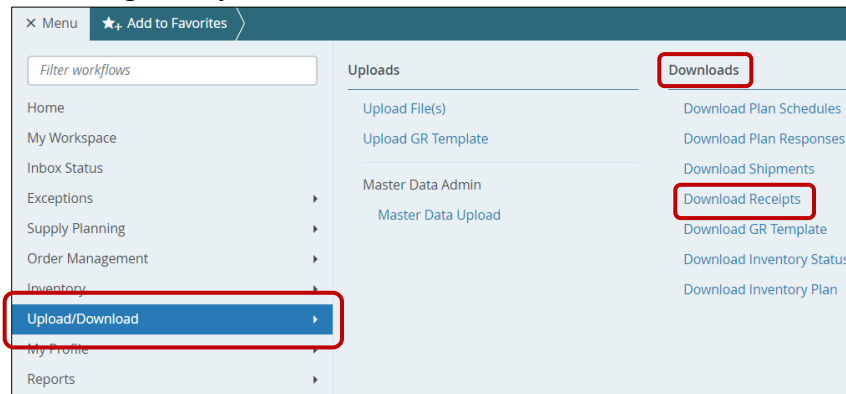 Menu
Add to Favorites
Filter workflows
Home
My Workspace
Inbox Status
Exceptions
Supply Planning
Order Management
Inventory
Upload/Download
My Profile
Reports
Uploads
Upload File(s)
Upload GR Template
Master Data Admin
Master Data Upload
Downloads
Download Plan Schedules
Download Plan Responses
Download Shipments
Download Receipts
Download GR Template
Download Inventory Status
Download Inventory Plan